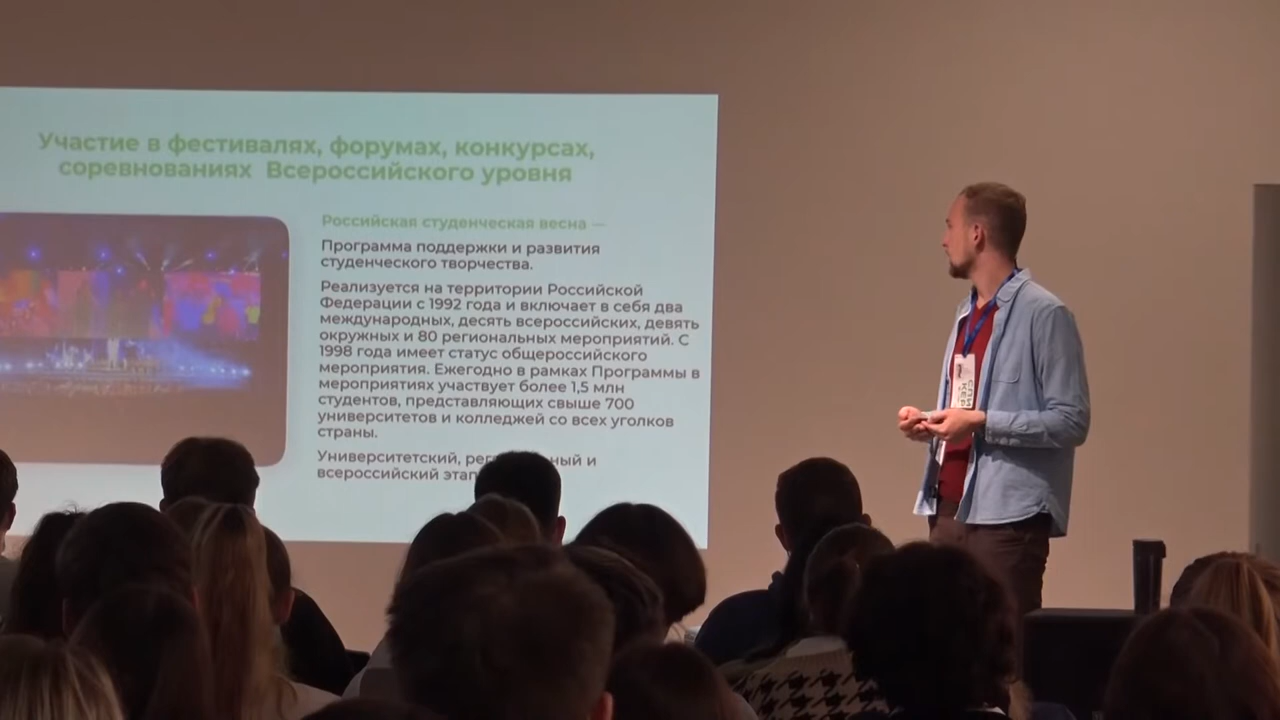 Участие в фестивалях, форумах, конкурсах,
соревнованиях Всероссийского уровня
Российская студенческая весна —
Программа поддержки и развития
студенческого творчества.
Реализуется на территории Российской
Федерации с 1992 года и включает в себя два
международных, десять всероссийских, девять
окружных и 80 региональных мероприятий. С
1998 года имеет статус общероссийского
мероприятия. Ежегодно в рамках Программы в
мероприятиях участвует более 1,5 млн
студентов, представляющих свыше 700
университетов и колледжей со всех уголков
страны.
Университетский, и
всероссийский